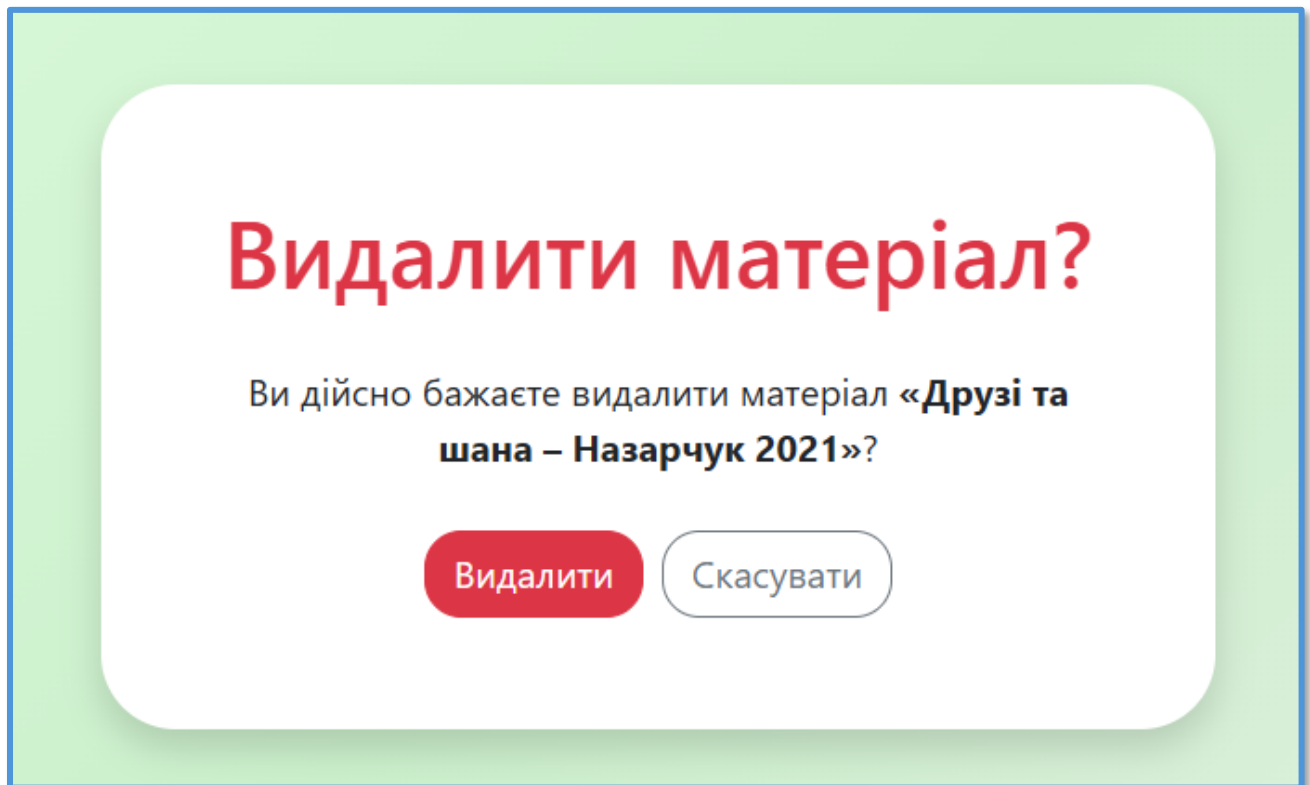 Видалити матеріал?
Ви дійсно бажаєте видалити матеріал «Друзі та
шана – Назарчук 2021»?
Видалити
Скасувати